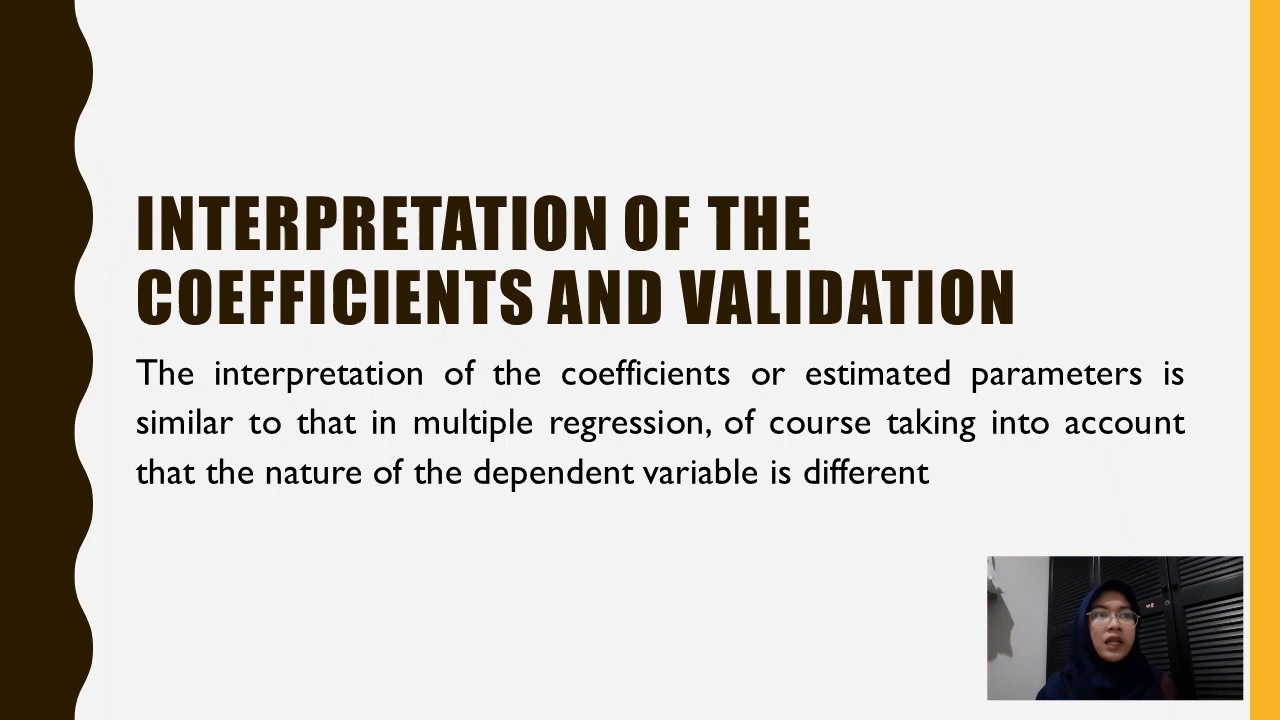 INTERPRETATION OF THE
COEFFICIENTS AND VALIDATION
The interpretation of the coefficients or estimated parameters is
similar to that in multiple regression, of course taking into account
that the nature of the dependent variable is different